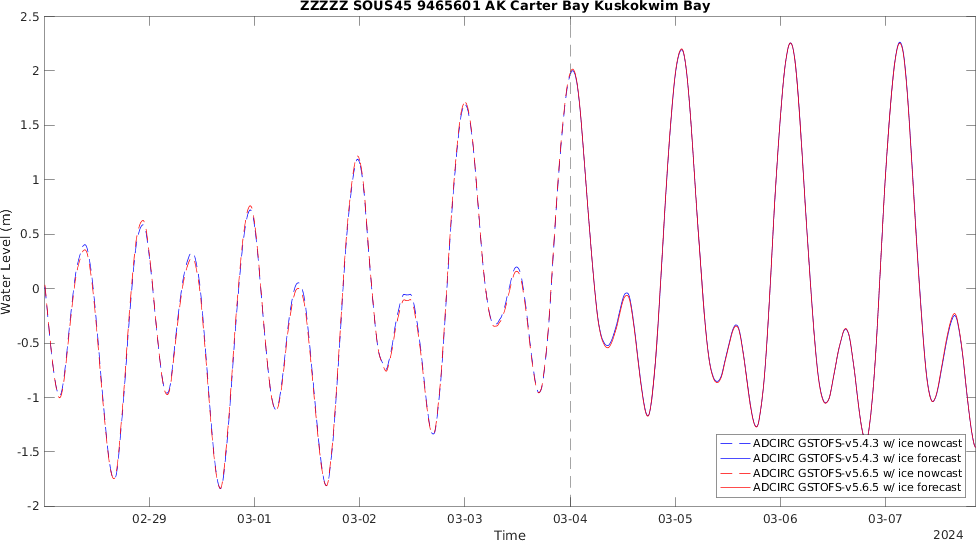 ZZZZZ SOUS45 9465601 AK Carter Bay Kuskokwim Bay
2.5
2
1.5
1
0.5
0
-0.5
-1
-1.5
-2
Water Level (m)
02-29
03-01
03-02
03-03
03-04
03-05
03-06
03-07
Time
2024
ADCIRC GSTOFS-v5.4.3 w/ ice nowcast
ADCIRC GSTOFS-v5.4.3 w/ ice forecast
ADCIRC GSTOFS-v5.6.5 w/ ice nowcast
ADCIRC GSTOFS-v5.6.5 w/ ice forecast